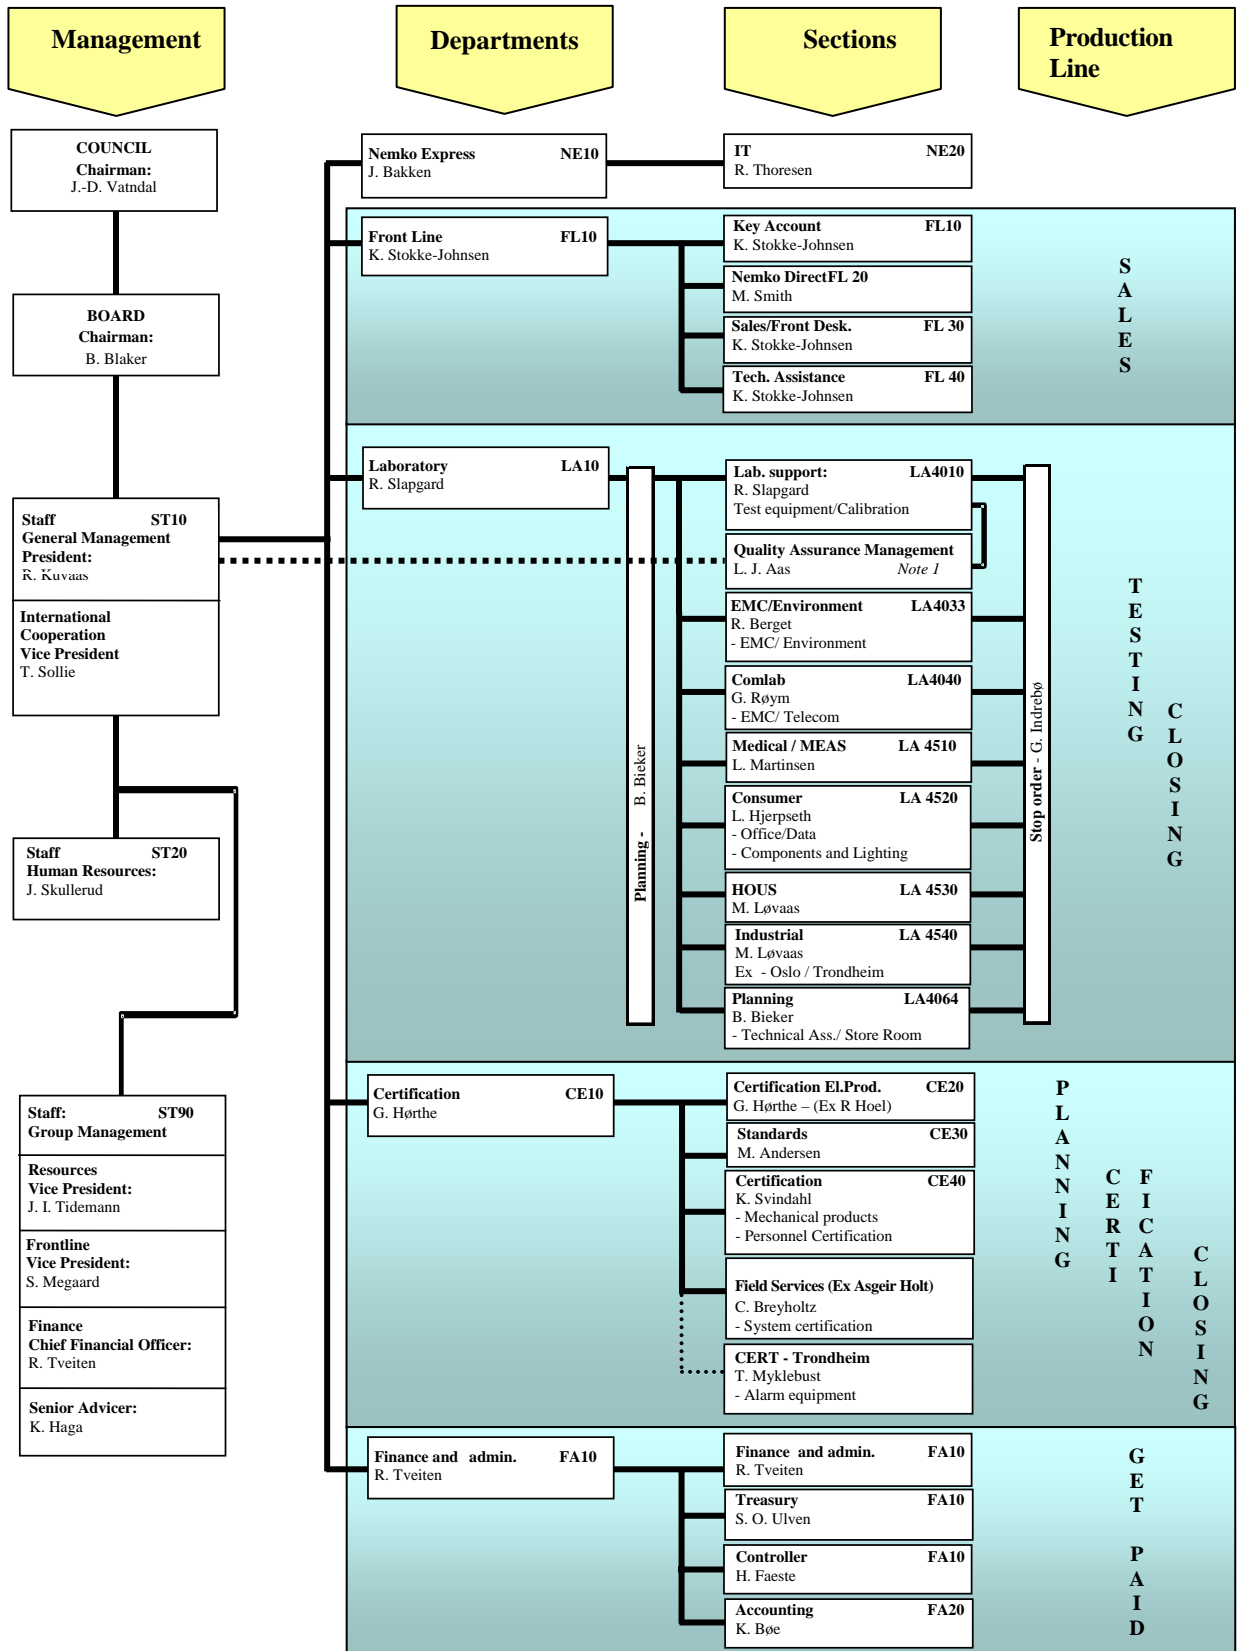 Management
Departments
Sections
Production
Line
COUNCIL
Chairman:
J.-D. Vatndal
BOARD
Chairman:
B. Blaker
Staff ST10
General Management
President:
R. Kuvaas
International
Cooperation
Vice President
T. Sollie
Staff ST20
Human Resources:
J. Skullerud
Staff: ST90
Group Management
Resources
Vice President:
J. I. Tidemann
Frontline
Vice President:
S. Megaard
Finance
Chief Financial Officer:
R. Tveiten
Senior Advicer:
K. Haga
Nemko Express NE10
J. Bakken
IT NE20
R. Thoresen
Front Line FL10
K. Stokke-Johnsen
Key Account FL10
K. Stokke-Johnsen
Nemko DirectFL 20
M. Smith
Sales/Front Desk. FL 30
K. Stokke-Johnsen
Tech. Assistance FL 40
K. Stokke-Johnsen
SALES
Laboratory LA10
R. Slapgard
Planning - B. Bieker
Lab. support: LA4010
R. Slapgard
Test equipment/Calibration
Quality Assurance Management
L. J. Aas Note 1
EMC/Environment LA4033
R. Berget
- EMC/ Environment
Comlab LA4040
G. Røym
- EMC/ Telecom
Medical / MEAS LA 4510
L. Martinsen
Consumer LA 4520
L. Hjerpseth
- Office/Data
- Components and Lighting
HOUS LA 4530
M. Løvaas
Industrial LA 4540
M. Løvaas
Ex - Oslo / Trondheim
Planning LA4064
B. Bieker
- Technical Ass./ Store Room
Stop order - G. Indrebø
TESTING
CLOSING
Certification CE10
G. Hørthe
Certification El.Prod. CE20
G. Hørthe – (Ex R Hoel)
Standards CE30
M. Andersen
Certification CE40
K. Svindahl
- Mechanical products
- Personnel Certification
Field Services (Ex Asgeir Holt)
C. Breyholtz
- System certification
CERT - Trondheim
T. Myklebust
- Alarm equipment
PLANNING
CERTI
FICATION
CLOSING
Finance and admin. FA10
R. Tveiten
Finance and admin. FA10
R. Tveiten
Treasury FA10
S. O. Ulven
Controller FA10
H. Faeste
Accounting FA20
K. Bøe
GET PAID